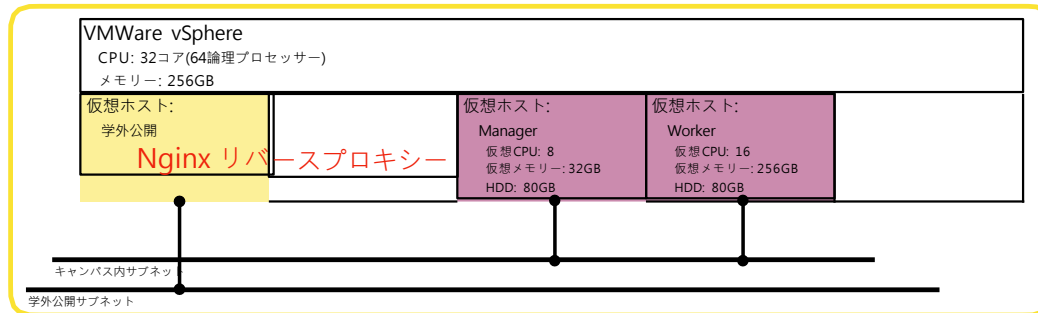 VMWare vSphere
CPU: 32コア(64論理プロセッサー)
メモリー: 256GB
仮想ホスト:
学外公開
Nginx リバースプロキシー
仮想ホスト:
Manager
仮想CPU: 8
仮想メモリー: 32GB
HDD: 80GB
仮想ホスト:
Worker
仮想CPU: 16
仮想メモリー: 256GB
HDD: 80GB
キャンパス内サブネット
学外公開サブネット